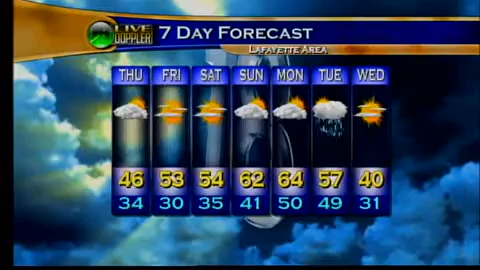 LIVE
DOPPLER
7 DAY FORECAST
LAFAYETTE AREA
THU FRI SAT SUN MON TUE WED
46 53 54 62 64 57 40
34 30 35 41 50 49 31